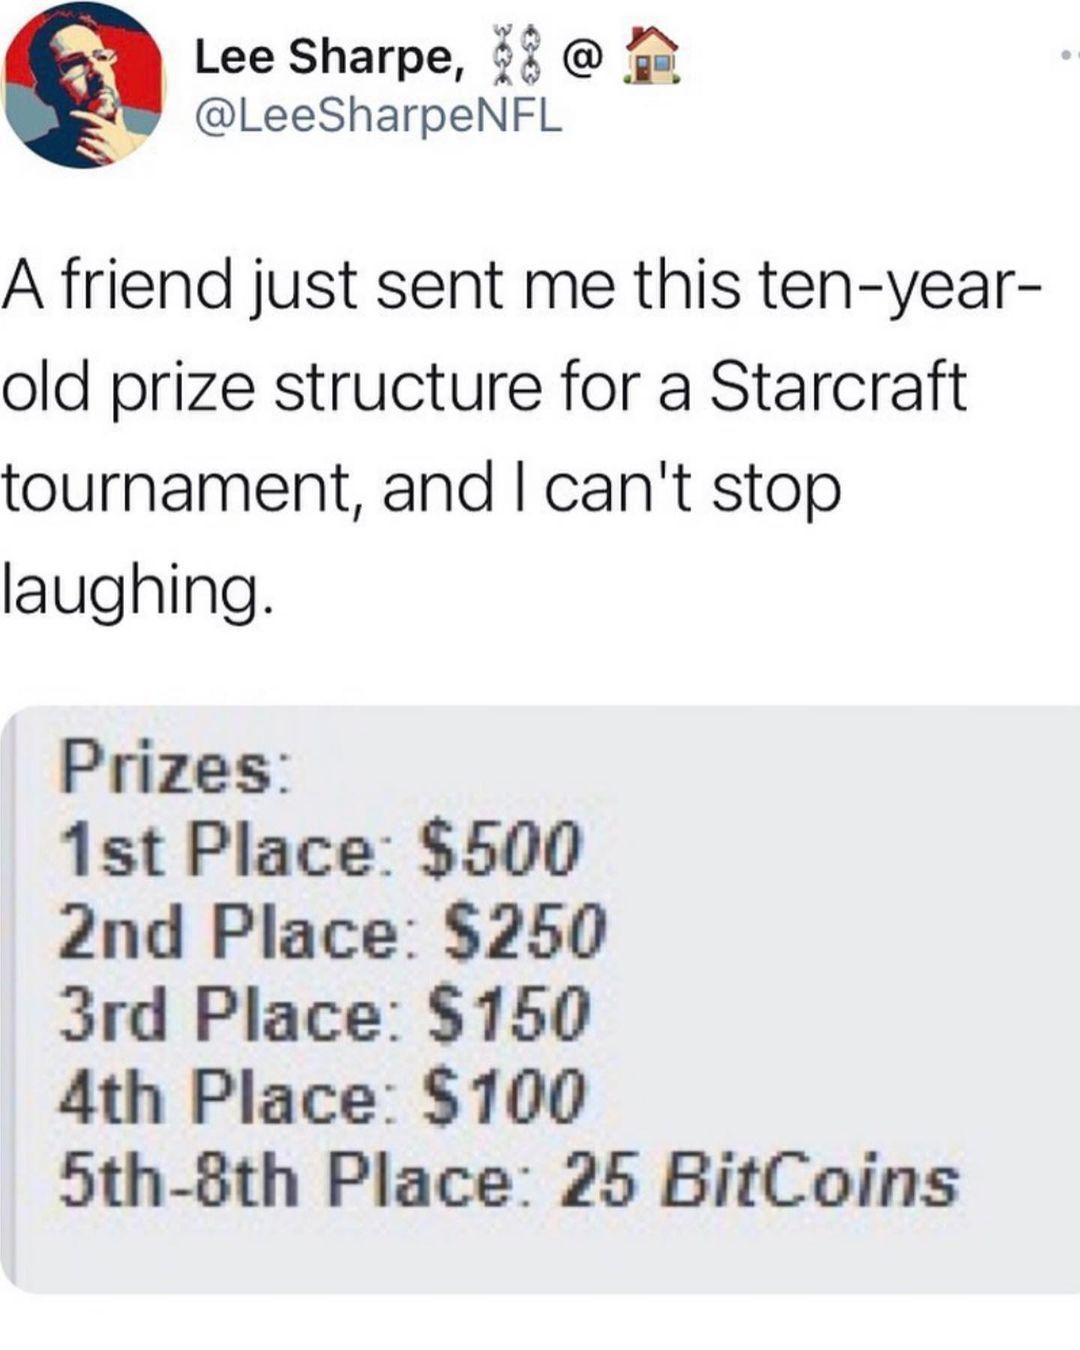 Lee Sharpe, ⛓️ @ 🏠
@LeeSharpeNFL
A friend just sent me this ten-year-
old prize structure for a Starcraft
tournament, and I can't stop
laughing.
Prizes:
1st Place: $500
2nd Place: $250
3rd Place: $150
4th Place: $100
5th-8th Place: 25 BitCoins